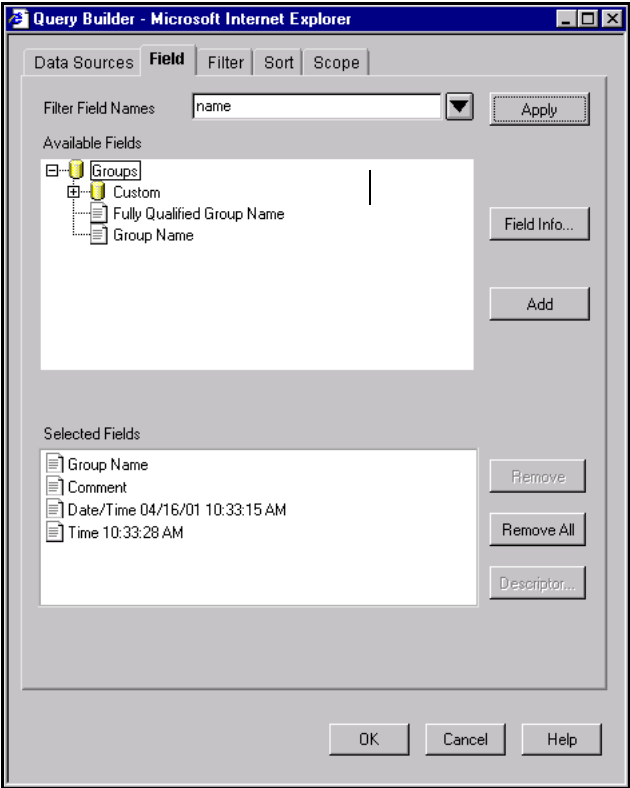 Query Builder - Microsoft Internet Explorer
Data Sources Field Filter Sort Scope
Filter Field Names name Apply
Available Fields
Groups
Custom
Fully Qualified Group Name
Group Name
Field Info...
Add
Selected Fields
Group Name
Comment
Date/Time 04/16/01 10:33:15 AM
Time 10:33:28 AM
Remove
Remove All
Descriptor...
OK Cancel Help